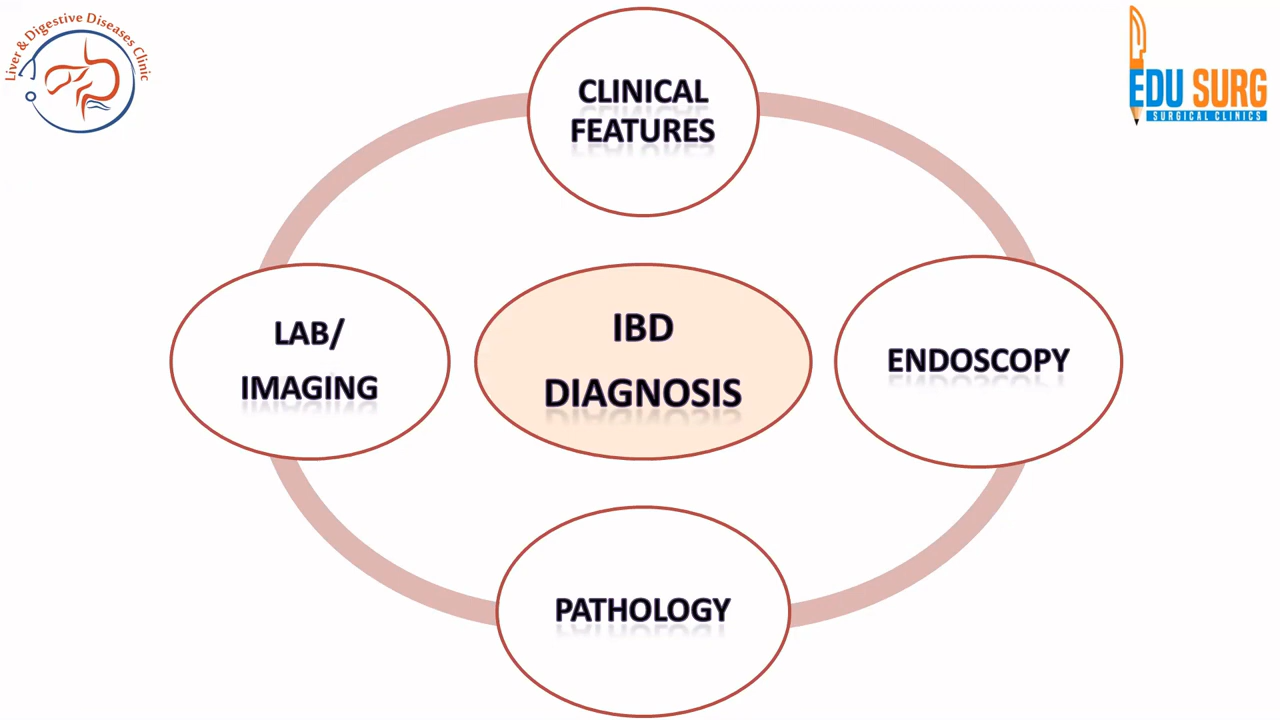 Liver & Digestive Diseases Clinic
EDU SURG
SURGICAL CLINICS
CLINICAL
FEATURES
LAB/
IMAGING
IBD
DIAGNOSIS
ENDOSCOPY
PATHOLOGY